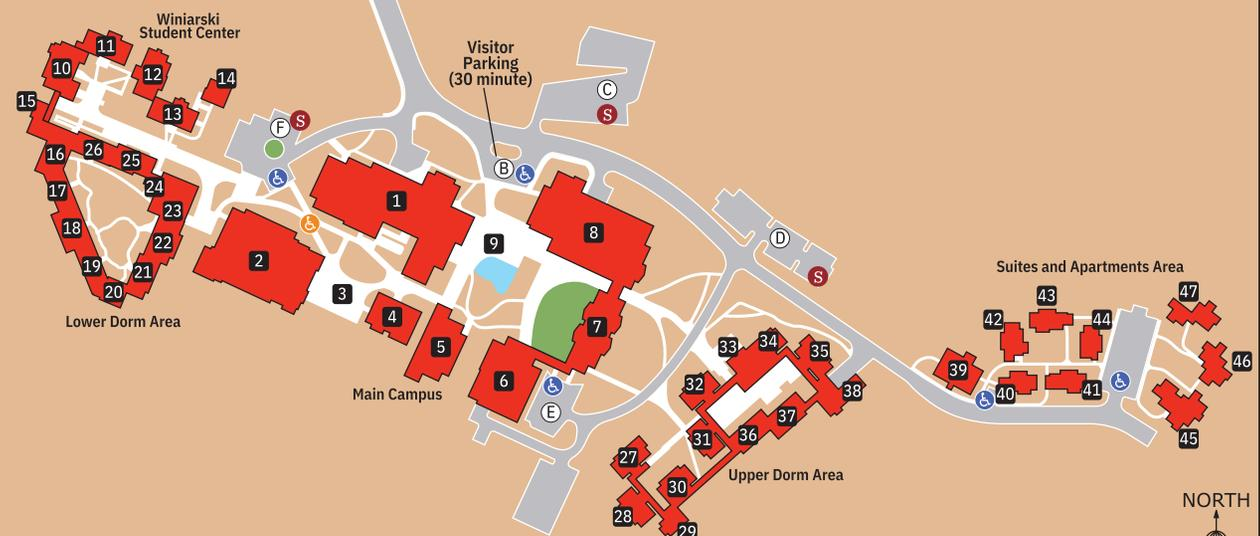 Winiarski
Student Center
11
10
12
14
15
13
S
F
16
26
25
17
24
23
18
22
19
21
20
Lower Dorm Area
Visitor
Parking
(30 minute)
C
S
B
1
8
9
2
3
4
7
5
6
E
Main Campus
D
S
33
34
35
32
38
37
31
36
27
30
28
29
Upper Dorm Area
Suites and Apartments Area
47
43
42
44
46
39
40
41
45
NORTH